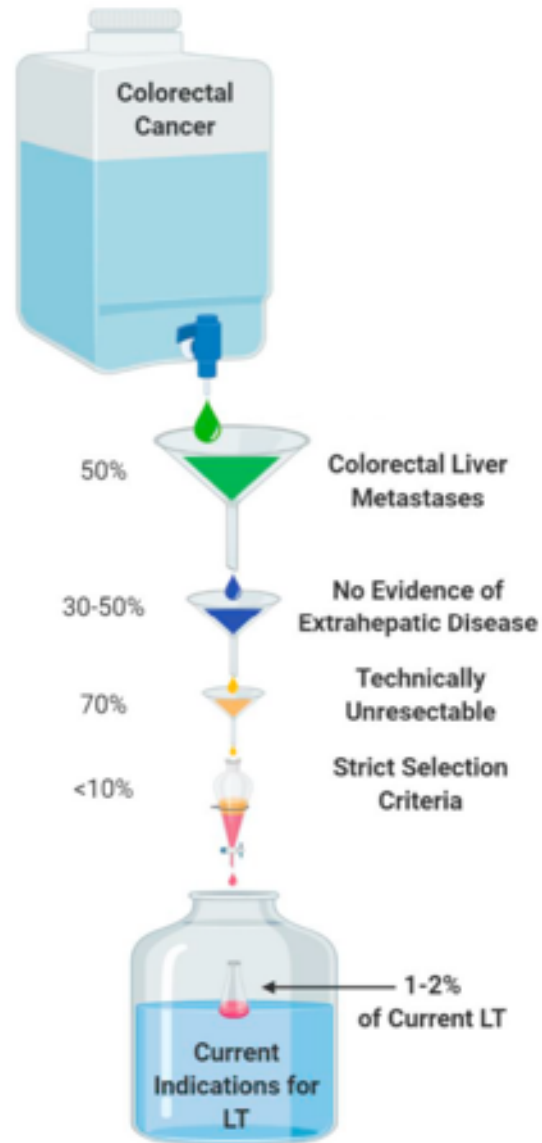 Colorectal
Cancer
50%
Colorectal Liver
Metastases
30-50%
No Evidence of
Extrahepatic Disease
70%
Technically
Unresectable
<10%
Strict Selection
Criteria
1-2%
of Current LT
Current
Indications for
LT